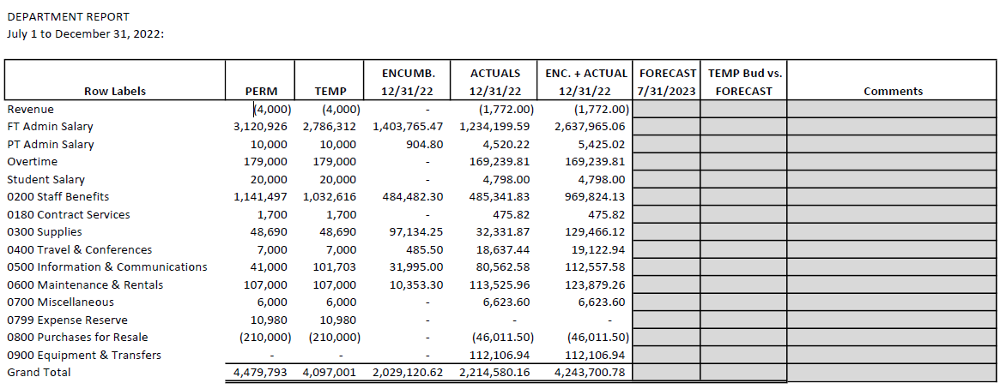 DEPARTMENT REPORT
July 1 to December 31, 2022:
ENCUMB. ACTUALS ENC. + ACTUAL FORECAST TEMP Bud vs.
Row Labels PERM TEMP 12/31/22 12/31/22 12/31/22 7/31/2023 FORECAST Comments
Revenue (4,000) (4,000) - (1,772.00) (1,772.00)
FT Admin Salary 3,120,926 2,786,312 1,403,765.47 1,234,199.59 2,637,965.06
PT Admin Salary 10,000 10,000 904.80 4,520.22 5,425.02
Overtime 179,000 179,000 - 169,239.81 169,239.81
Student Salary 20,000 20,000 - 4,798.00 4,798.00
0200 Staff Benefits 1,141,497 1,032,616 484,482.30 485,341.83 969,824.13
0180 Contract Services 1,700 1,700 - 475.82 475.82
0300 Supplies 48,690 48,690 97,134.25 32,331.87 129,466.12
0400 Travel & Conferences 7,000 7,000 485.50 18,637.44 19,122.94
0500 Information & Communications 41,000 101,703 31,995.00 80,562.58 112,557.58
0600 Maintenance & Rentals 107,000 107,000 10,353.30 113,525.96 123,879.26
0700 Miscellaneous 6,000 6,000 - 6,623.60 6,623.60
0799 Expense Reserve 10,980 10,980 - - -
0800 Purchases for Resale (210,000) (210,000) - (46,011.50) (46,011.50)
0900 Equipment & Transfers - - - 112,106.94 112,106.94
Grand Total 4,479,793 4,097,001 2,029,120.62 2,214,580.16 4,243,700.78